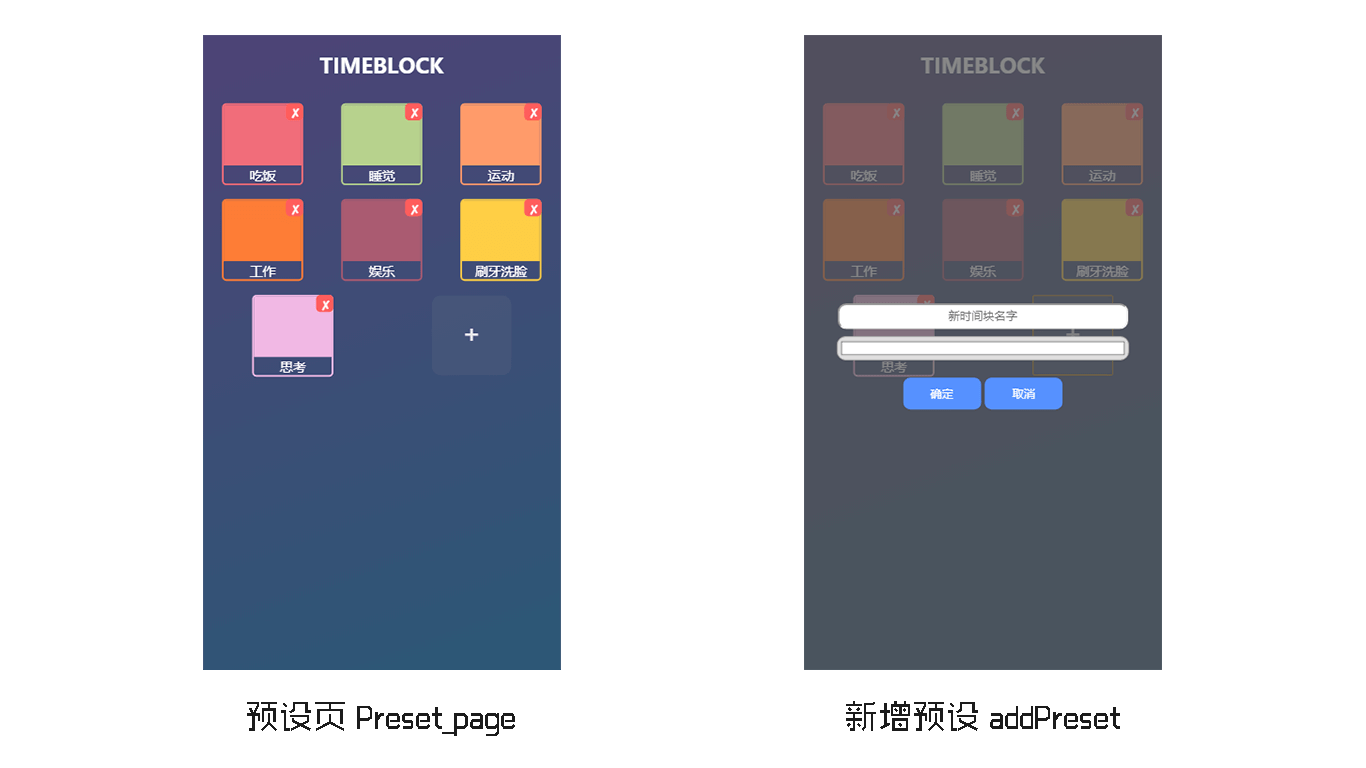 TIMEBLOCK
X X X
吃饭 睡觉 运动
X X X
工作 娱乐 刷牙洗脸
X
+
思考
预设页 Preset_page
TIMEBLOCK
X X X
吃饭 睡觉 运动
X X X
工作 娱乐 刷牙洗脸
X
新时间块名字
+
思考
确定 取消
新增预设 addPreset